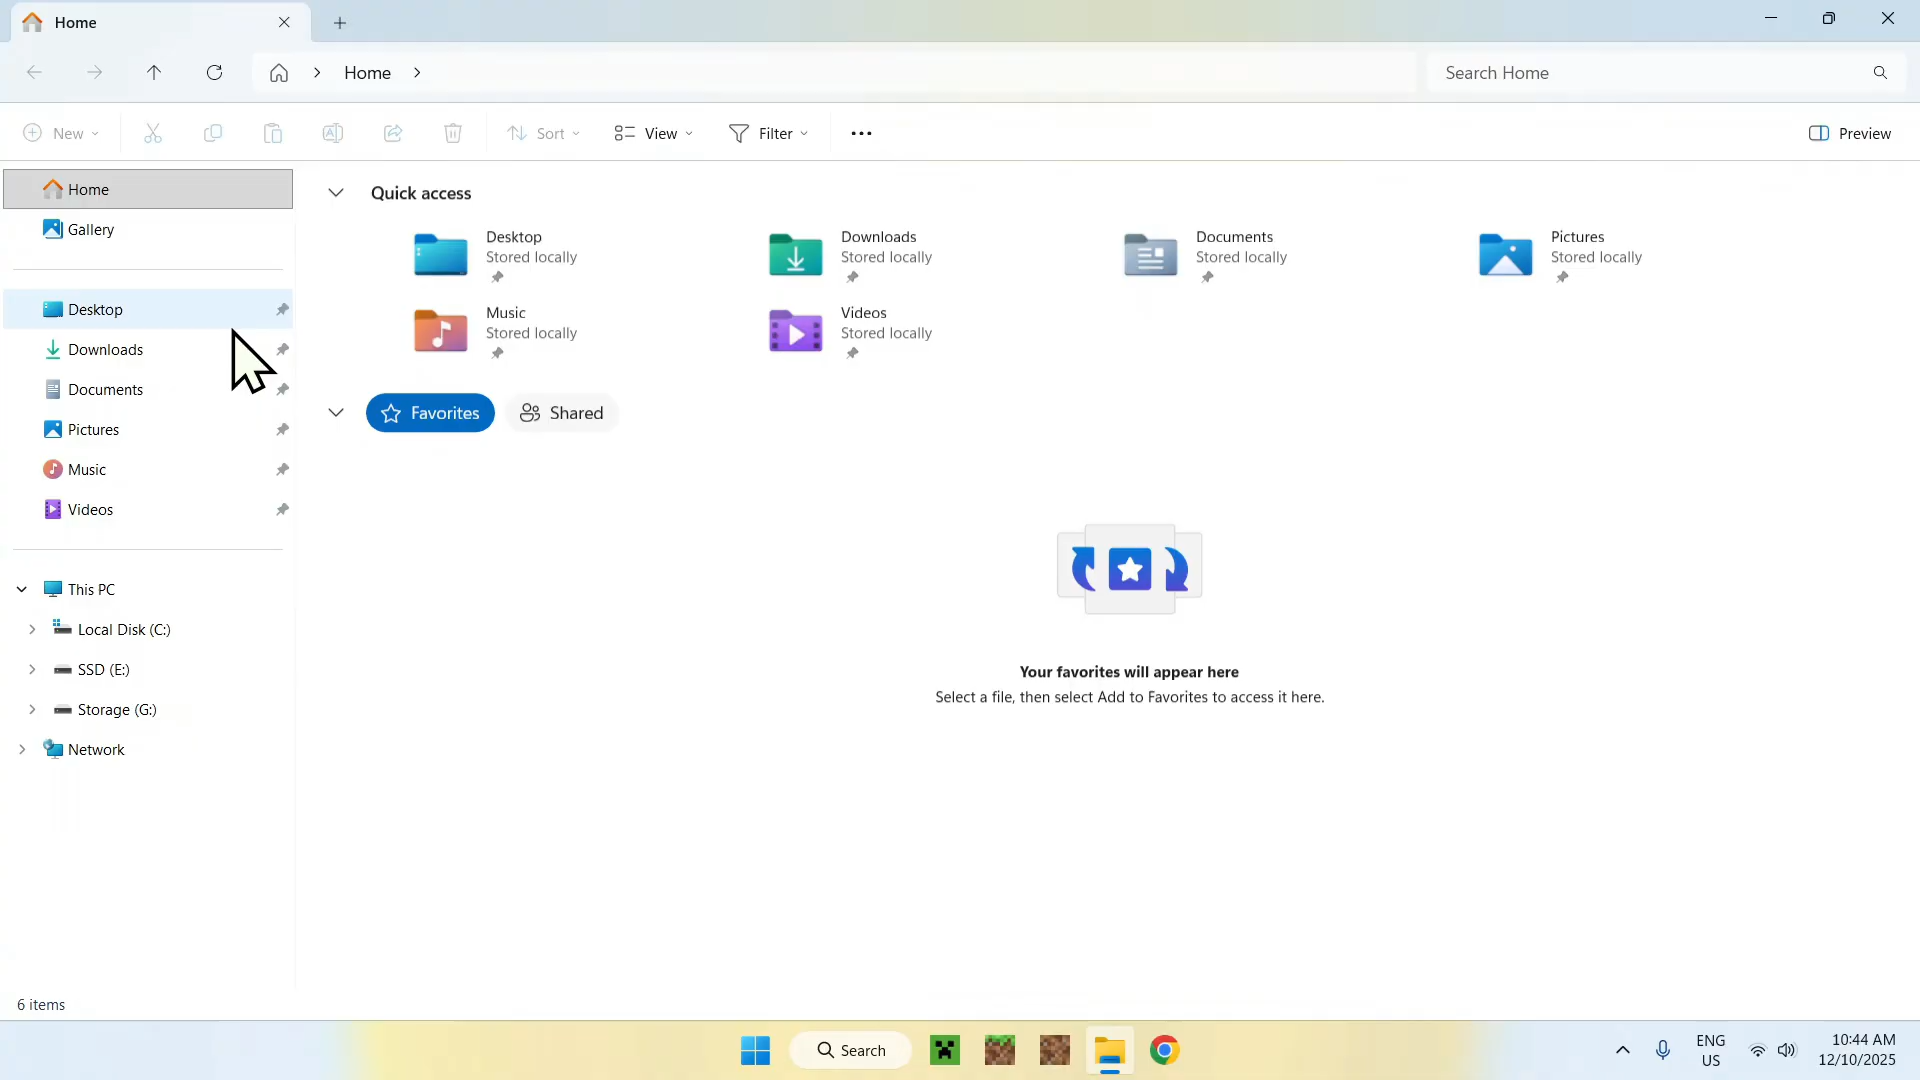 Home
Home
Search Home
New
Sort
View
Filter
Preview
Home
Gallery
Desktop
Downloads
Documents
Pictures
Music
Videos
This PC
Local Disk (C:)
SSD (E:)
Storage (G:)
Network
Quick access
Desktop
Stored locally
Downloads
Stored locally
Documents
Stored locally
Pictures
Stored locally
Music
Stored locally
Videos
Stored locally
Favorites
Shared
Your favorites will appear here
Select a file, then select Add to Favorites to access it here.
6 items
Search
ENG
US
10:44 AM
12/10/2025